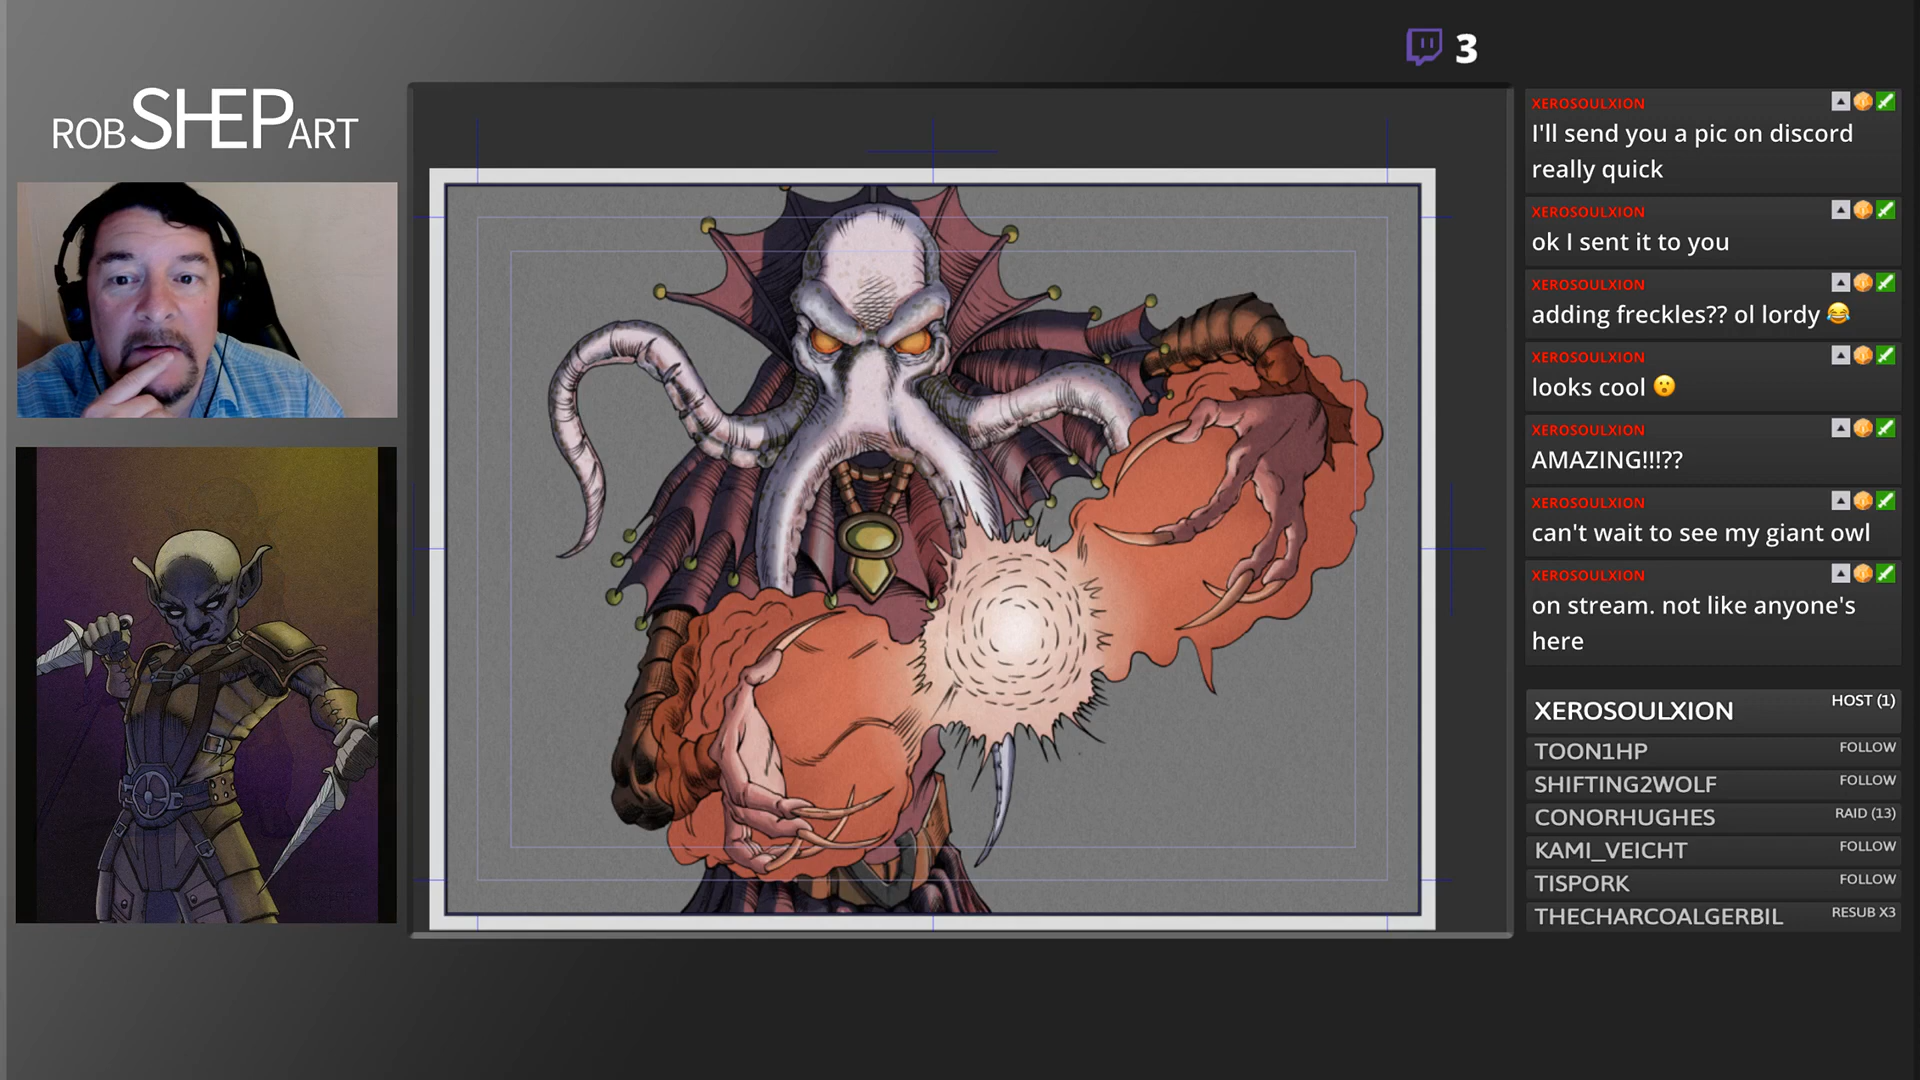 3
ROBSHEPART
XEROSOULXION
I'll send you a pic on discord
really quick
XEROSOULXION
ok I sent it to you
XEROSOULXION
adding freckles?? ol lordy 😂
XEROSOULXION
looks cool 😮
XEROSOULXION
AMAZING!!!??
XEROSOULXION
can't wait to see my giant owl
XEROSOULXION
on stream. not like anyone's
here
XEROSOULXION HOST (1)
TOON1HP FOLLOW
SHIFTING2WOLF FOLLOW
CONORHUGHES RAID (13)
KAMI_VEICHT FOLLOW
TISPORK FOLLOW
THECHARCOALGERBIL RESUB X3